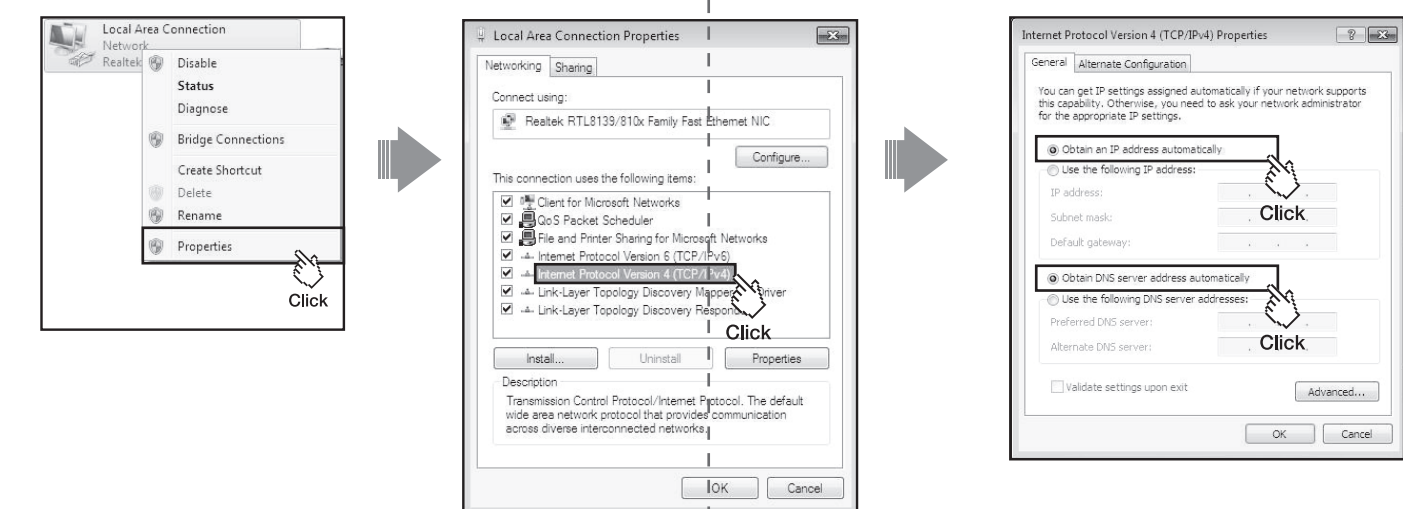 Local Area Connection
Network
Realtek
Disable
Status
Diagnose
Bridge Connections
Create Shortcut
Delete
Rename
Properties
Click
Local Area Connection Properties
Networking
Sharing
Connect using:
Realtek RTL8139/810x Family Fast Ethernet NIC
Configure...
This connection uses the following items:
Client for Microsoft Networks
QoS Packet Scheduler
File and Printer Sharing for Microsoft Networks
Internet Protocol Version 6 (TCP/IPv6)
Internet Protocol Version 4 (TCP/IPv4)
Link-Layer Topology Discovery Mapper Driver
Link-Layer Topology Discovery
Click
Install...
Uninstall
Properties
Description
Transmission Control Protocol/Internet Protocol. The default
wide area network protocol that provides communication
across diverse interconnected networks.
OK
Cancel
Internet Protocol Version 4 (TCP/IPv4) Properties
General
Alternate Configuration
You can get IP settings assigned automatically if your network supports
this capability. Otherwise, you need to ask your network administrator
for the appropriate IP settings.
Obtain an IP address automatically
Use the following IP address:
IP address:
Subnet mask:
Click
Default gateway:
Obtain DNS server address automatically
Use the following DNS server addresses:
Preferred DNS server:
Alternate DNS server:
Click
Validate settings upon exit
Advanced...
OK
Cancel